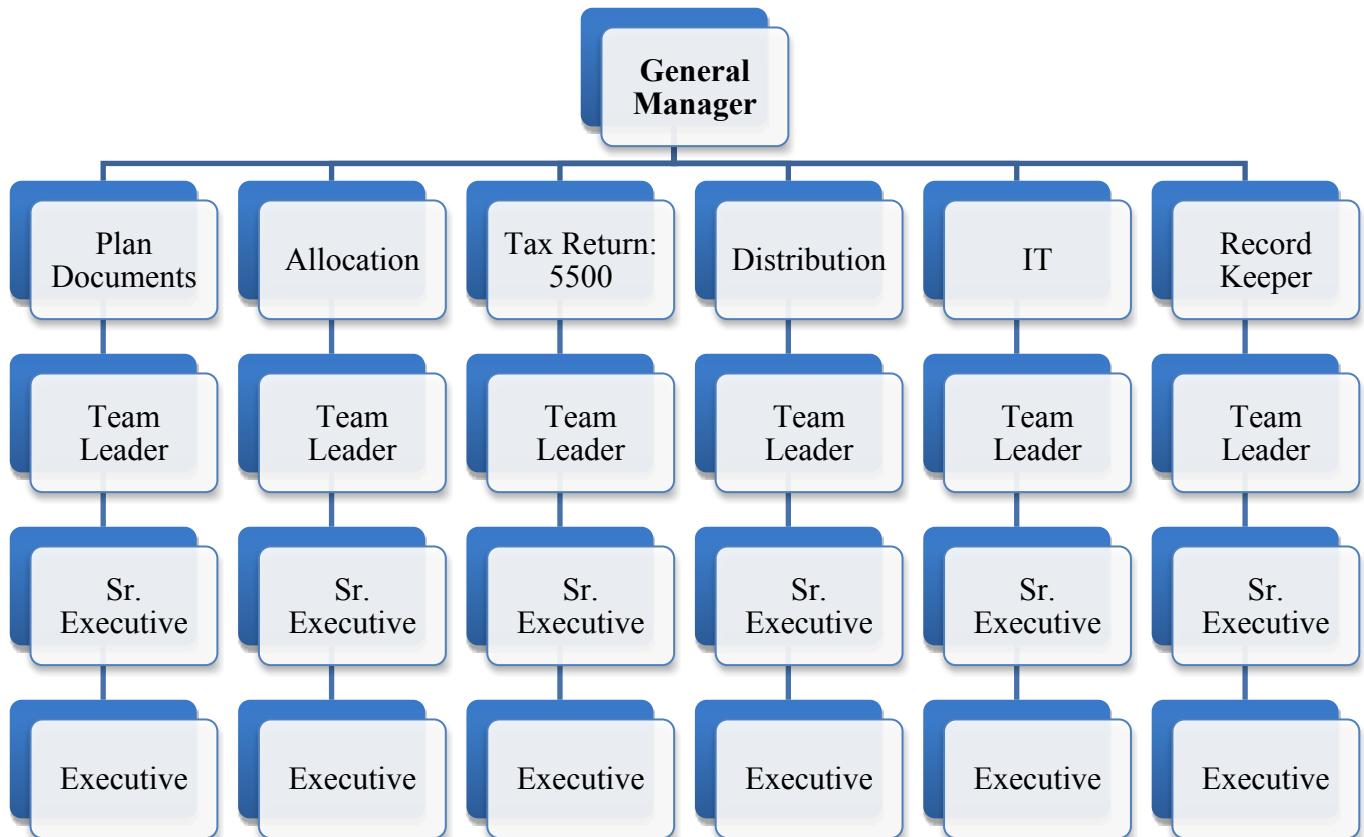 General
Manager
Plan
Documents
Allocation
Tax Return:
5500
Distribution
IT
Record
Keeper
Team
Leader
Team
Leader
Team
Leader
Team
Leader
Team
Leader
Team
Leader
Sr.
Executive
Sr.
Executive
Sr.
Executive
Sr.
Executive
Sr.
Executive
Sr.
Executive
Executive
Executive
Executive
Executive
Executive
Executive